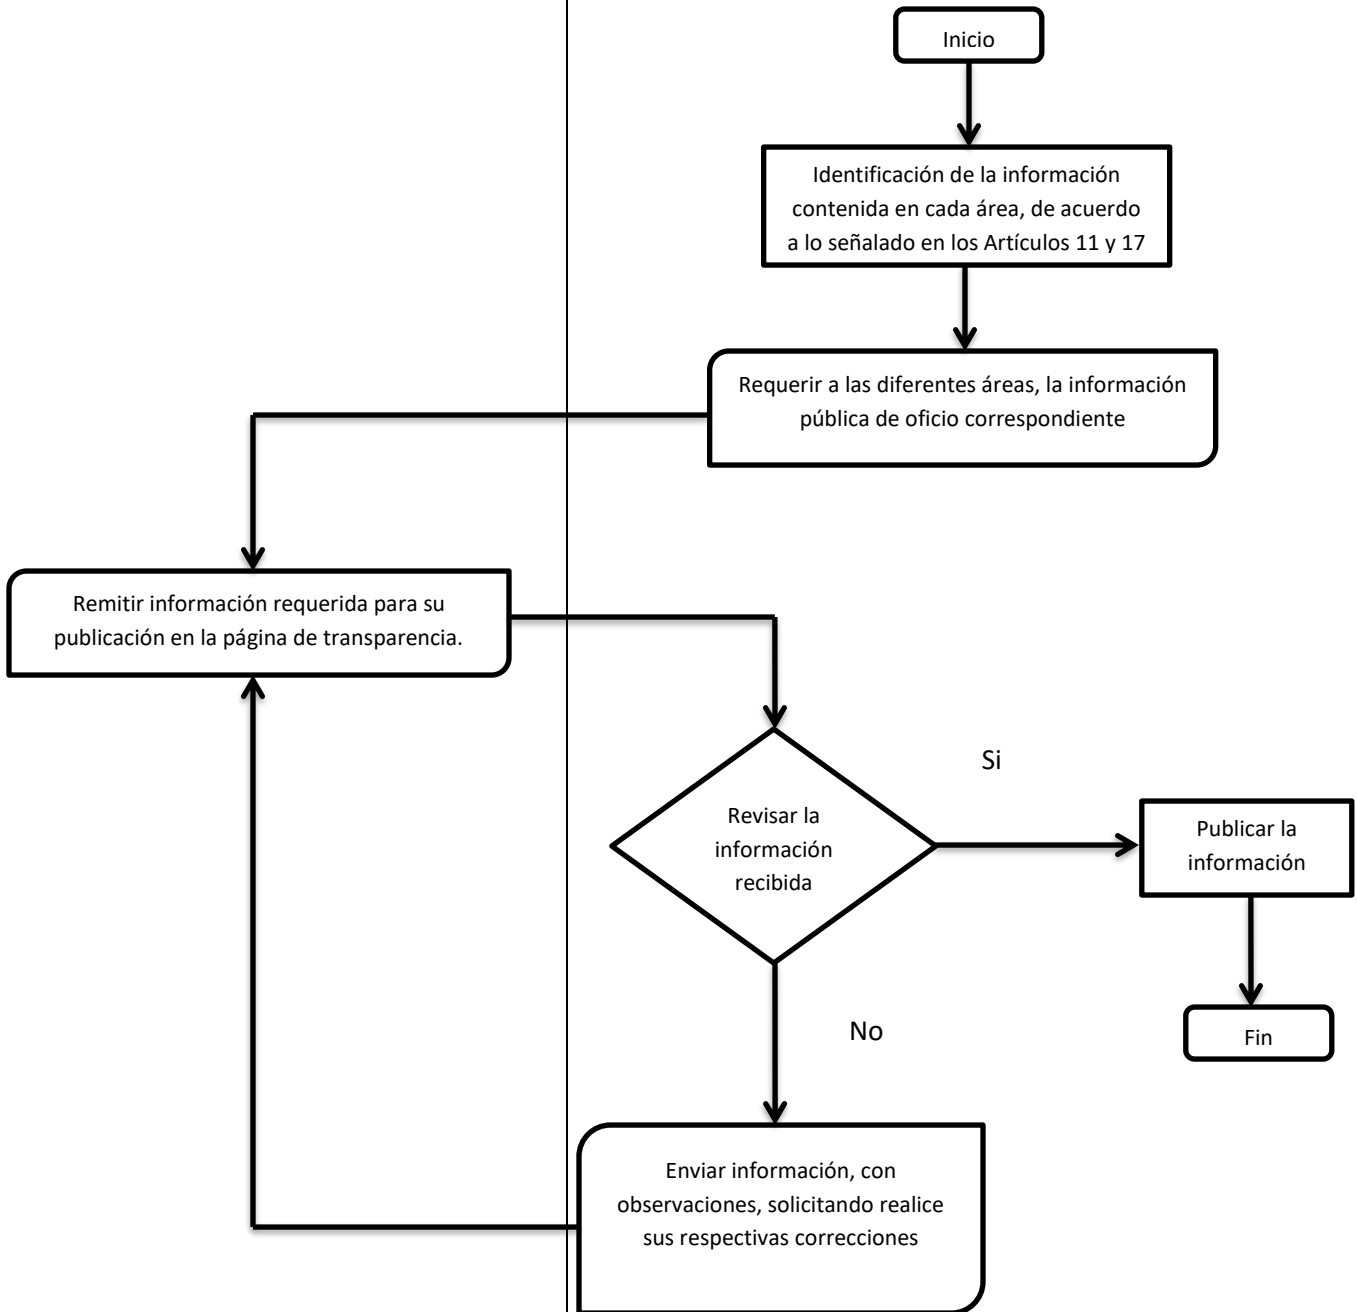 Inicio
Identificación de la información
contenida en cada área, de acuerdo
a lo señalado en los Artículos 11 y 17
Requerir a las diferentes áreas, la información
pública de oficio correspondiente
Remitir información requerida para su
publicación en la página de transparencia.
Si
Revisar la
información
recibida
Publicar la
información
No
Fin
Enviar información, con
observaciones, solicitando realice
sus respectivas correcciones